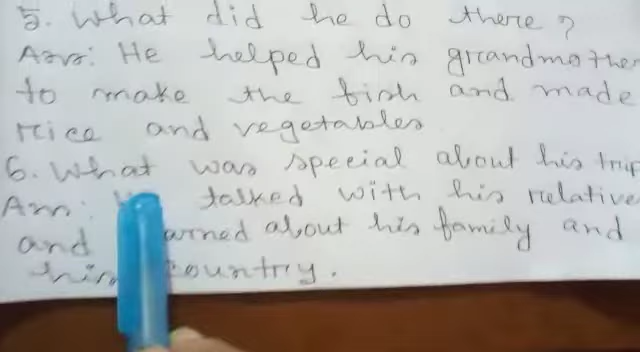 5. What did he do there?
Ans: He helped his grandmother
to make the fish and made
rice and vegetables
6. What was special about his trip
Ans: talked with his relative
and about his family and
his country.